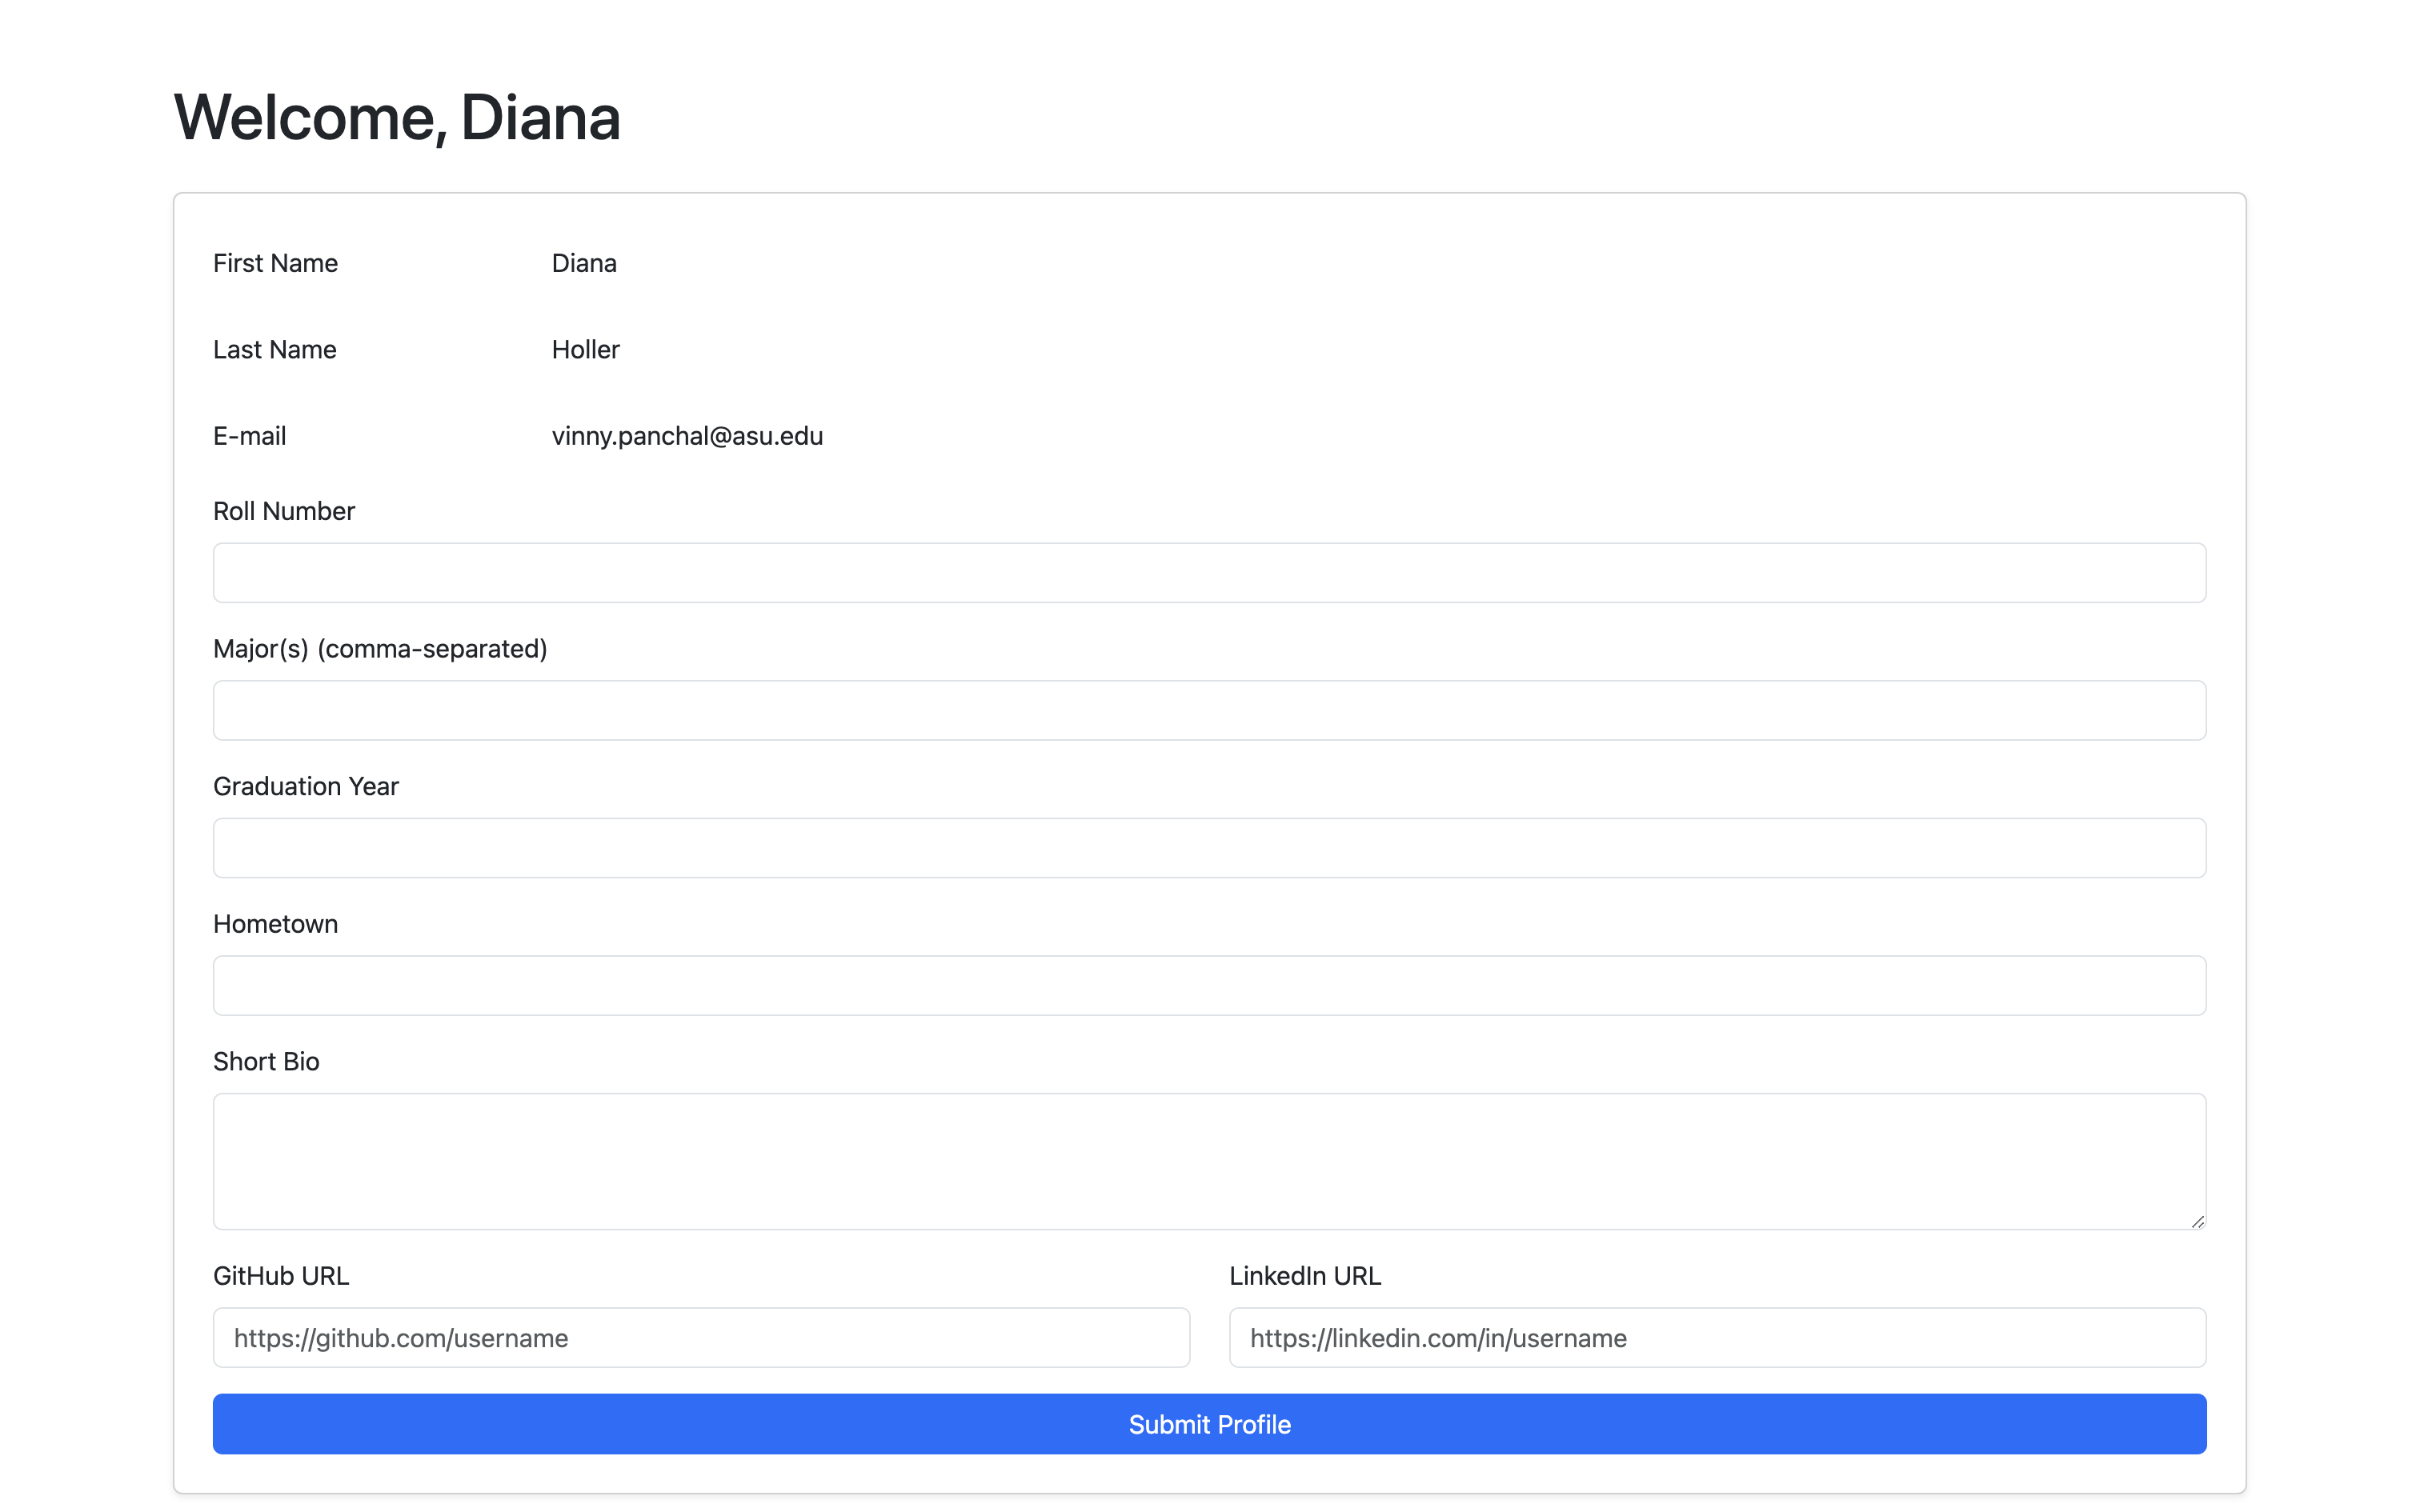 Welcome, Diana
First Name Diana
Last Name Holler
E-mail vinny.panchal@asu.edu
Roll Number
Major(s) (comma-separated)
Graduation Year
Hometown
Short Bio
GitHub URL LinkedIn URL
https://github.com/username https://linkedin.com/in/username
Submit Profile